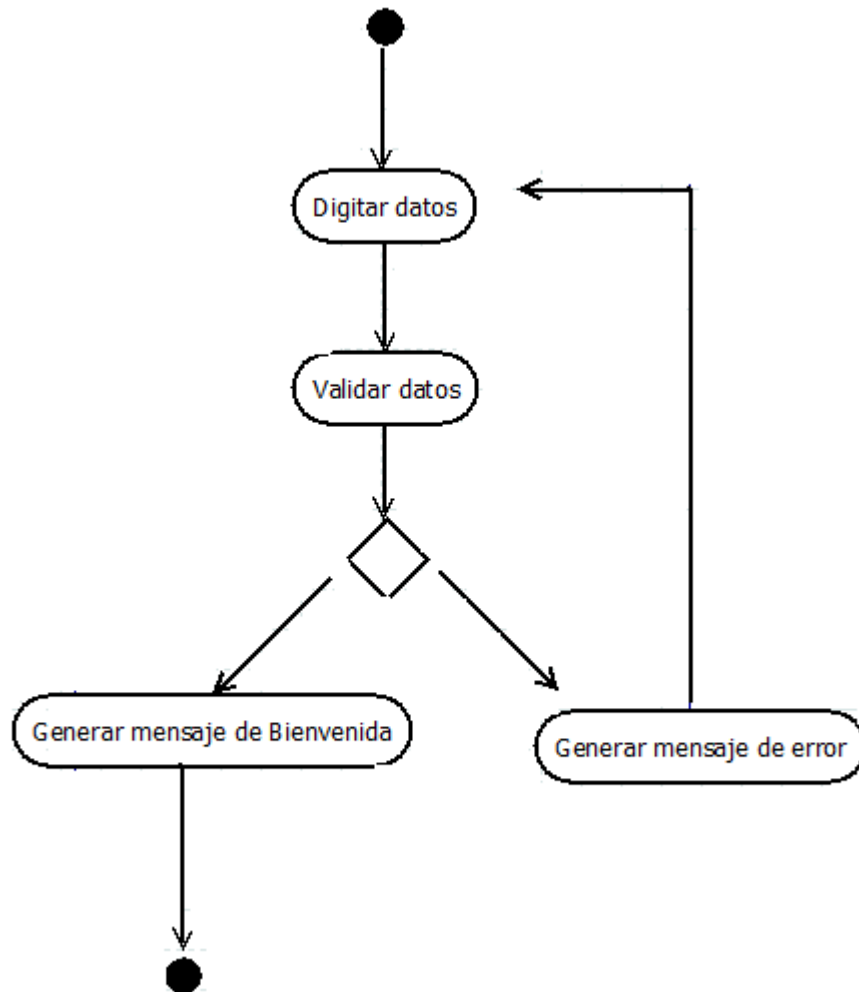 Digitar datos
Validar datos
Generar mensaje de Bienvenida
Generar mensaje de error